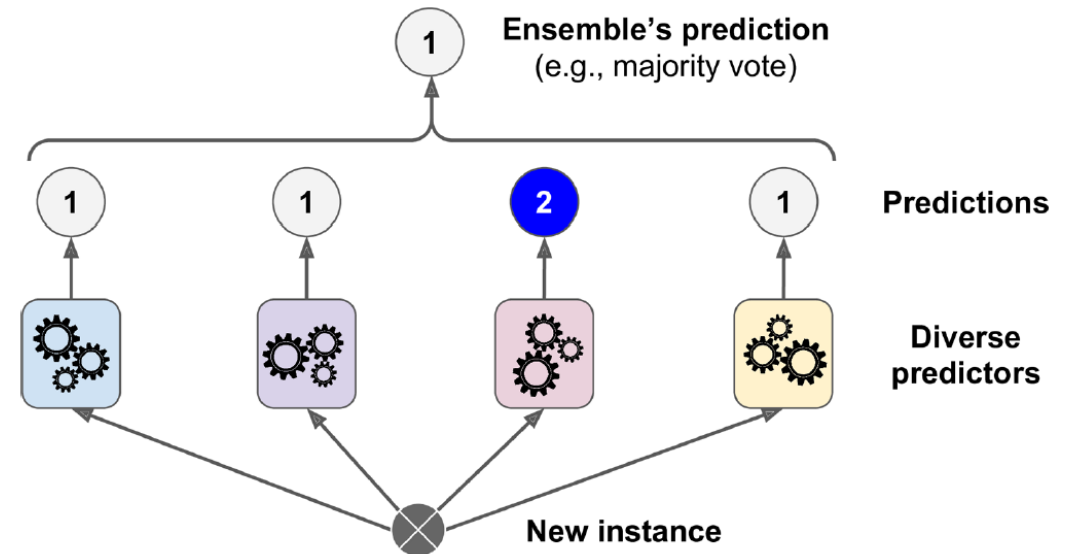 1
Ensemble's prediction
(e.g., majority vote)
1 1 2 1 Predictions
Diverse
predictors
New instance